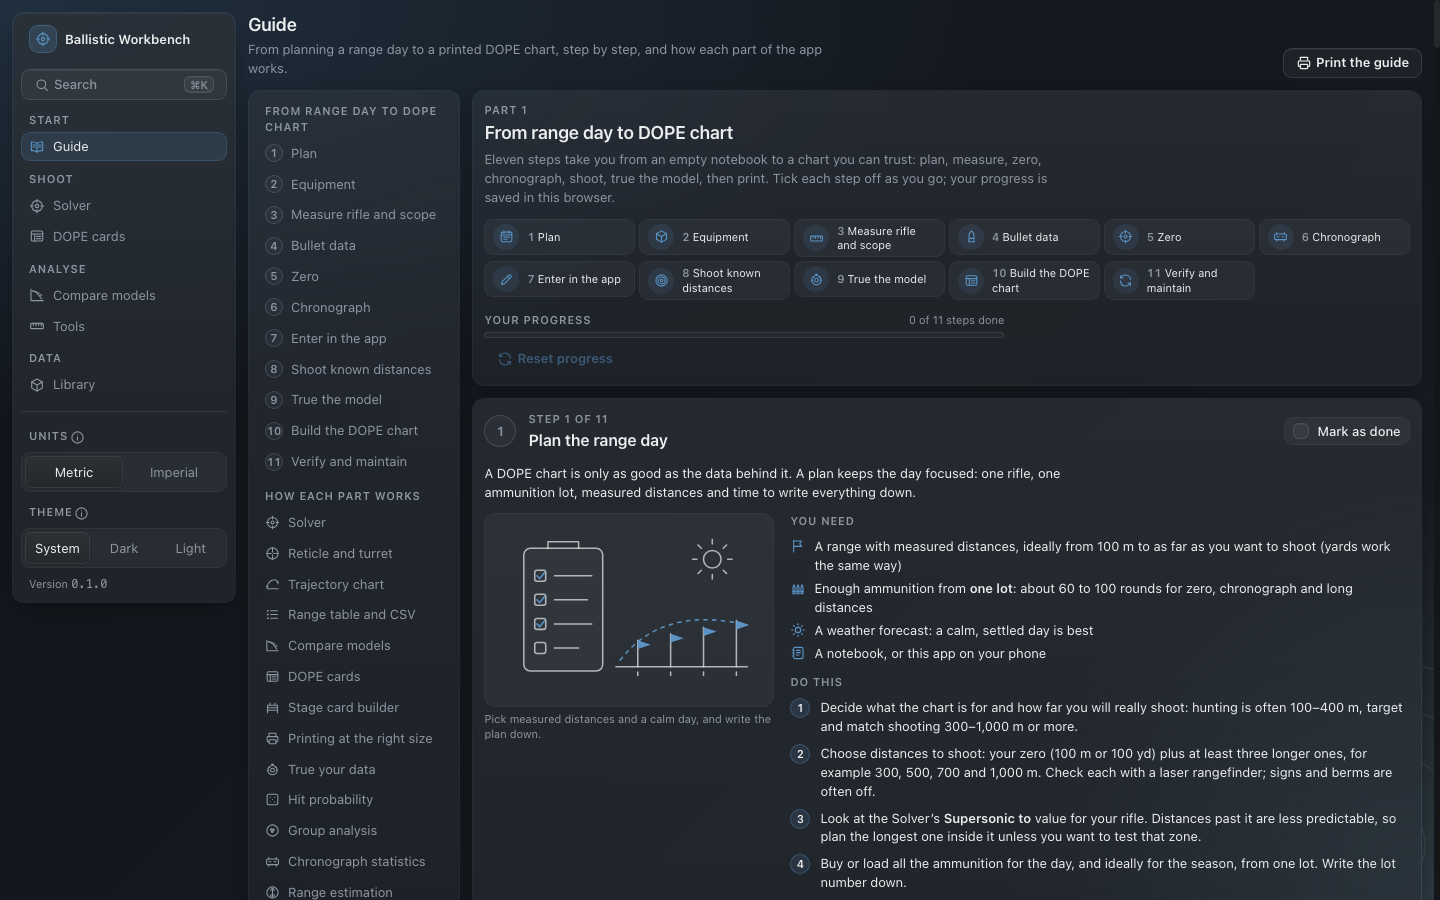 Ballistic Workbench
Search
⌘K
START
Guide
SHOOT
Solver
DOPE cards
ANALYSE
Compare models
Tools
DATA
Library
UNITS
Metric
Imperial
THEME
System
Dark
Light
Version 0.1.0
Guide
From planning a range day to a printed DOPE chart, step by step, and how each part of the app
works.
Print the guide
FROM RANGE DAY TO DOPE
CHART
1 Plan
2 Equipment
3 Measure rifle and scope
4 Bullet data
5 Zero
6 Chronograph
7 Enter in the app
8 Shoot known distances
9 True the model
10 Build the DOPE chart
11 Verify and maintain
HOW EACH PART WORKS
Solver
Reticle and turret
Trajectory chart
Range table and CSV
Compare models
DOPE cards
Stage card builder
Printing at the right size
True your data
Hit probability
Group analysis
Chronograph statistics
Range estimation
PART 1
From range day to DOPE chart
Eleven steps take you from an empty notebook to a chart you can trust: plan, measure, zero,
chronograph, shoot, true the model, then print. Tick each step off as you go; your progress is
saved in this browser.
1 Plan
2 Equipment
3 Measure rifle
and scope
4 Bullet data
5 Zero
6 Chronograph
7 Enter in the app
8 Shoot known
distances
9 True the model
10 Build the DOPE
chart
11 Verify and
maintain
YOUR PROGRESS
0 of 11 steps done
Reset progress
1
STEP 1 OF 11
Plan the range day
Mark as done
A DOPE chart is only as good as the data behind it. A plan keeps the day focused: one rifle, one
ammunition lot, measured distances and time to write everything down.
Pick measured distances and a calm day, and write the
plan down.
YOU NEED
A range with measured distances, ideally from 100 m to as far as you want to shoot (yards work
the same way)
Enough ammunition from one lot: about 60 to 100 rounds for zero, chronograph and long
distances
A weather forecast: a calm, settled day is best
A notebook, or this app on your phone
DO THIS
1 Decide what the chart is for and how far you will really shoot: hunting is often 100–400 m, target
and match shooting 300–1,000 m or more.
2 Choose distances to shoot: your zero (100 m or 100 yd) plus at least three longer ones, for
example 300, 500, 700 and 1,000 m. Check each with a laser rangefinder; signs and berms are
often off.
3 Look at the Solver’s Supersonic to value for your rifle. Distances past it are less predictable, so
plan the longest one inside it unless you want to test that zone.
4 Buy or load all the ammunition for the day, and ideally for the season, from one lot. Write the lot
number down.